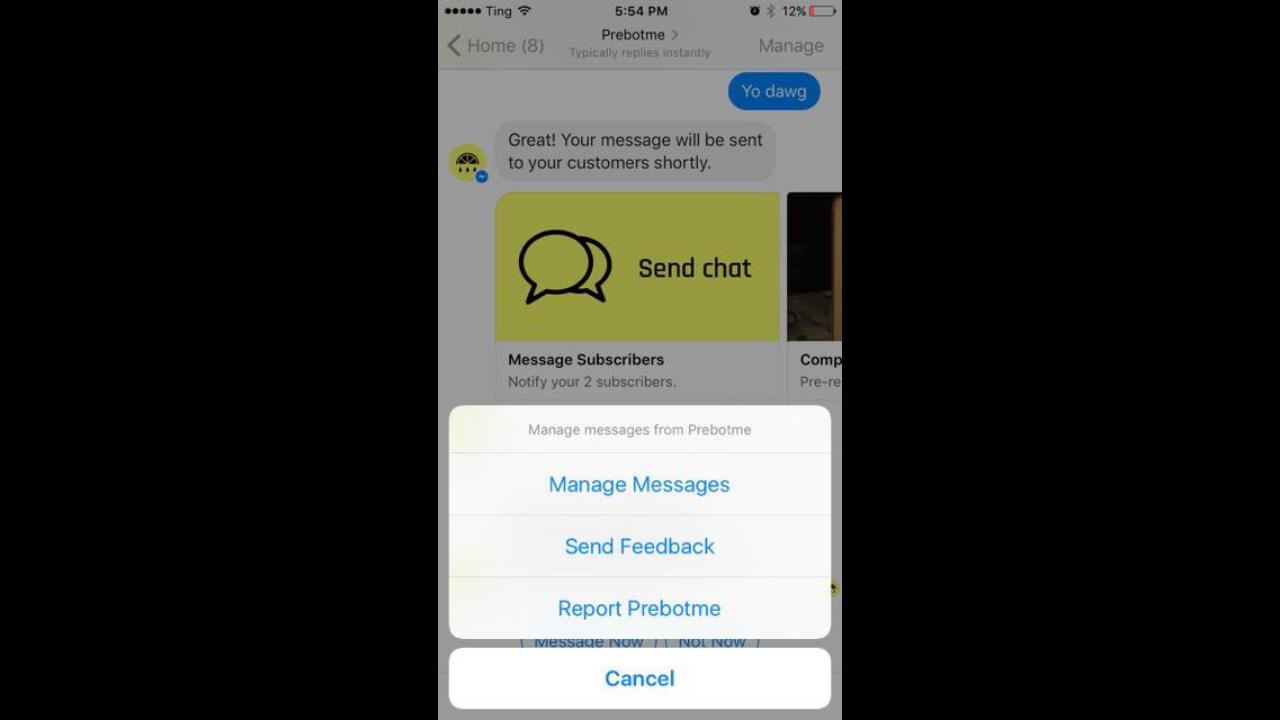 Ting
5:54 PM
12%
Home (8)
Prebotme
Typically replies instantly
Manage
Yo dawg
Great! Your message will be sent
to your customers shortly.
Send chat
Message Subscribers
Notify your 2 subscribers.
Comp
Pre-re
Manage messages from Prebotme
Manage Messages
Send Feedback
Report Prebotme
Message Now
Not Now
Cancel